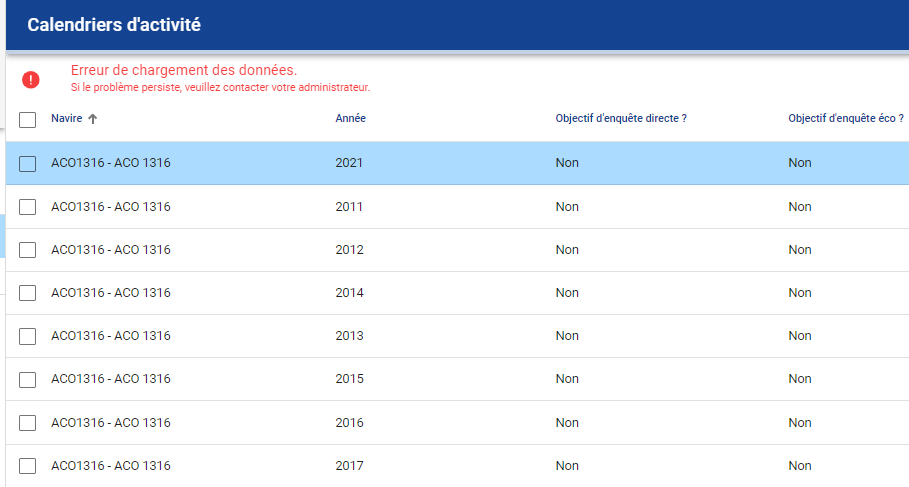 Calendriers d'activité
Erreur de chargement des données.
Si le problème persiste, veuillez contacter votre administrateur.
Navire Année Objectif d'enquête directe ? Objectif d'enquête éco ?
ACO1316 - ACO 1316 2021 Non Non
ACO1316 - ACO 1316 2011 Non Non
ACO1316 - ACO 1316 2012 Non Non
ACO1316 - ACO 1316 2014 Non Non
ACO1316 - ACO 1316 2013 Non Non
ACO1316 - ACO 1316 2015 Non Non
ACO1316 - ACO 1316 2016 Non Non
ACO1316 - ACO 1316 2017 Non Non